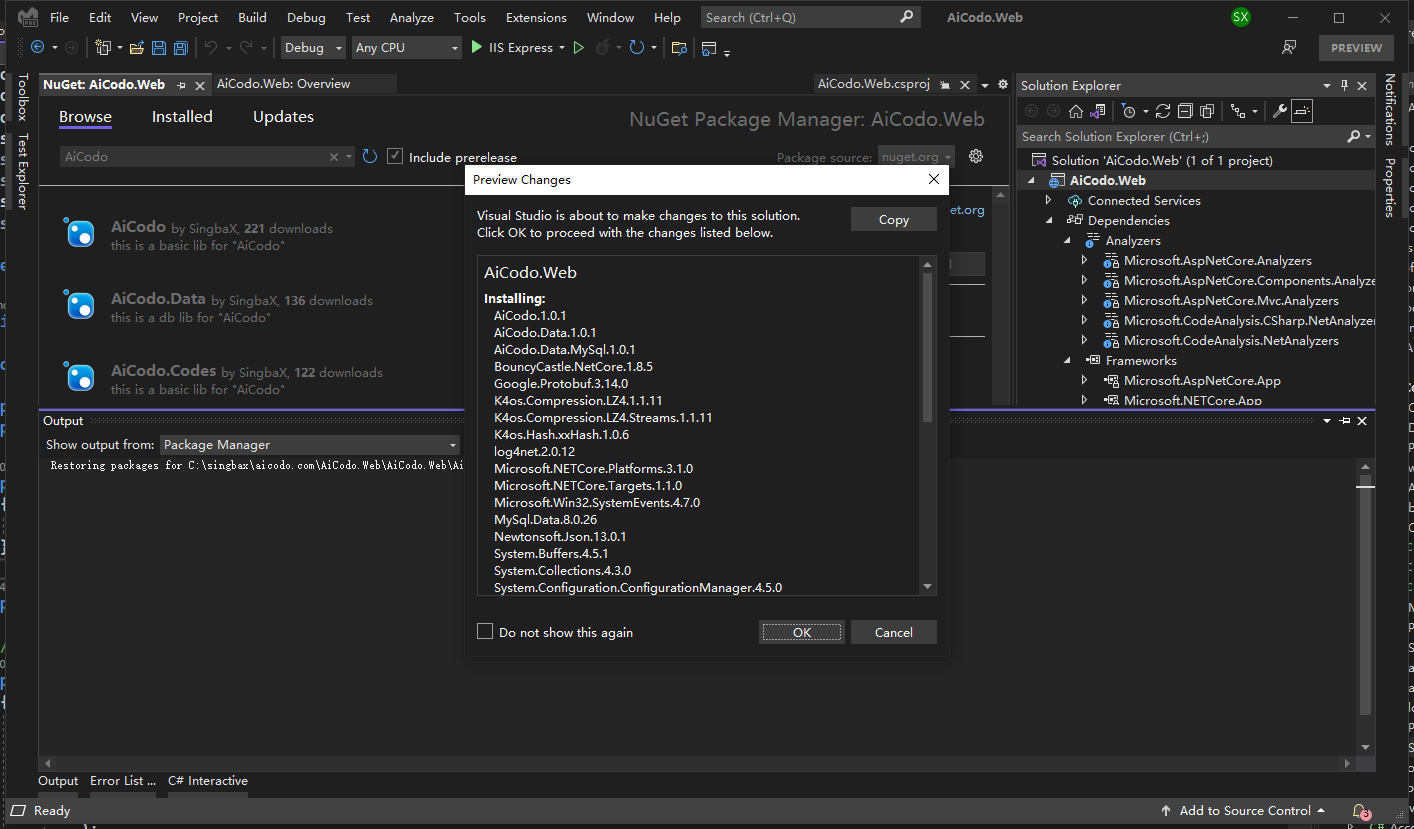 File Edit View Project Build Debug Test Analyze Tools Extensions Window Help Search (Ctrl+Q) AiCodo.Web SX
Debug Any CPU IIS Express PREVIEW
Toolbox
Test Explorer
NuGet: AiCodo.Web AiCodo.Web: Overview AiCodo.Web.csproj
Browse Installed Updates NuGet Package Manager: AiCodo.Web
AiCodo Include prerelease Package source: nuget.org
AiCodo by SingbaX, 221 downloads
this is a basic lib for "AiCodo"
AiCodo.Data by SingbaX, 136 downloads
this is a db lib for "AiCodo"
AiCodo.Codes by SingbaX, 122 downloads
this is a basic lib for "AiCodo"
et.org
Preview Changes
Visual Studio is about to make changes to this solution.
Click OK to proceed with the changes listed below.
Copy
AiCodo.Web
Installing:
AiCodo.1.0.1
AiCodo.Data.1.0.1
AiCodo.Data.MySql.1.0.1
BouncyCastle.NetCore.1.8.5
Google.Protobuf.3.14.0
K4os.Compression.LZ4.1.1.11
K4os.Compression.LZ4.Streams.1.1.11
K4os.Hash.xxHash.1.0.6
log4net.2.0.12
Microsoft.NETCore.Platforms.3.1.0
Microsoft.NETCore.Targets.1.1.0
Microsoft.Win32.SystemEvents.4.7.0
MySql.Data.8.0.26
Newtonsoft.Json.13.0.1
System.Buffers.4.5.1
System.Collections.4.3.0
System.Configuration.ConfigurationManager.4.5.0
Do not show this again OK Cancel
Solution Explorer
Search Solution Explorer (Ctrl+;)
Solution 'AiCodo.Web' (1 of 1 project)
AiCodo.Web
Connected Services
Dependencies
Analyzers
Microsoft.AspNetCore.Analyzers
Microsoft.AspNetCore.Components.Analyze
Microsoft.AspNetCore.Mvc.Analyzers
Microsoft.CodeAnalysis.CSharp.NetAnalyzer
Microsoft.CodeAnalysis.NetAnalyzers
Frameworks
Microsoft.AspNetCore.App
Microsoft.NETCore.App
Notifications
Properties
Output
Show output from: Package Manager
Restoring packages for C:\singbax\aicodo.com\AiCodo.Web\AiCodo.Web\Ai
Output Error List ... C# Interactive
Ready Add to Source Control 3